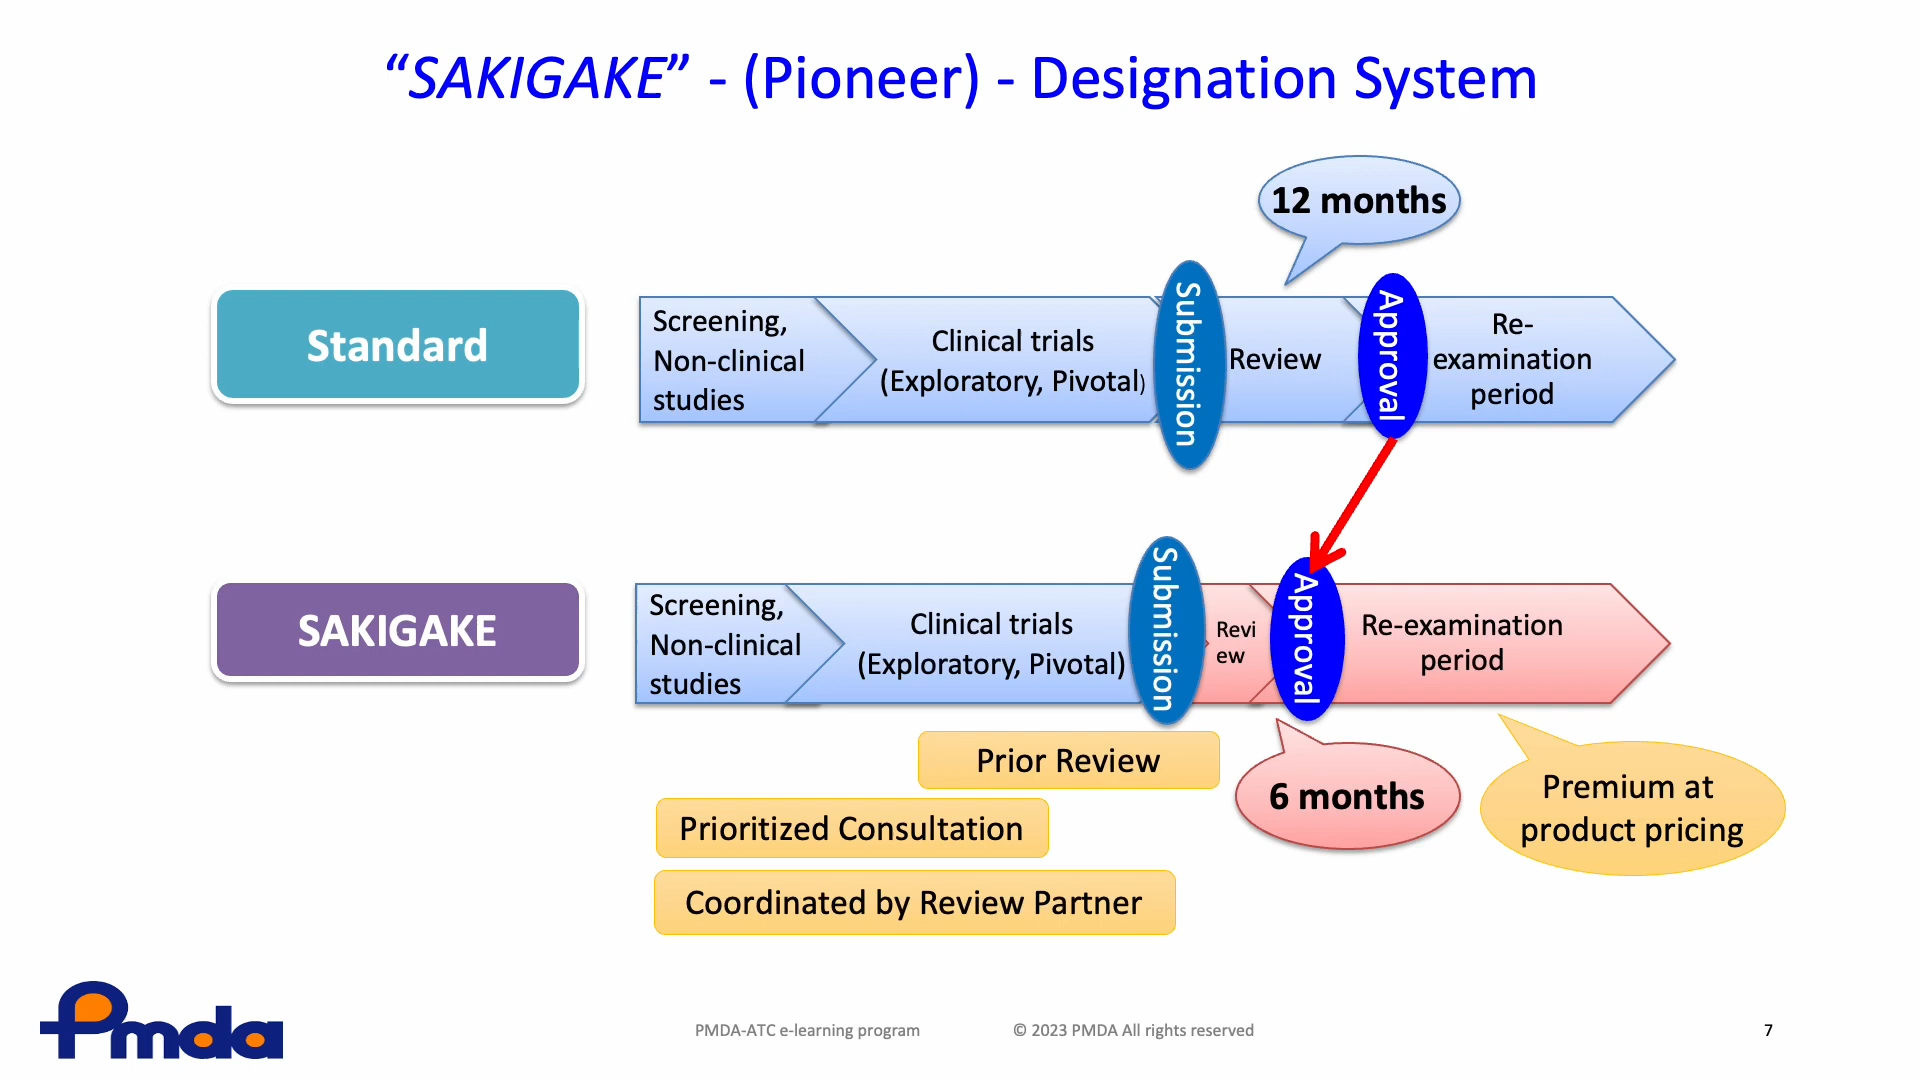 “SAKIGAKE” - (Pioneer) - Designation System
12 months
Standard
Screening,
Non-clinical
studies
Clinical trials
(Exploratory, Pivotal)
Submission
Review
Approval
Re-
examination
period
SAKIGAKE
Screening,
Non-clinical
studies
Clinical trials
(Exploratory, Pivotal)
Submission
Revi
ew
Approval
Re-examination
period
Prior Review
Prioritized Consultation
Coordinated by Review Partner
6 months
Premium at
product pricing
Pmda
PMDA-ATC e-learning program
© 2023 PMDA All rights reserved
7